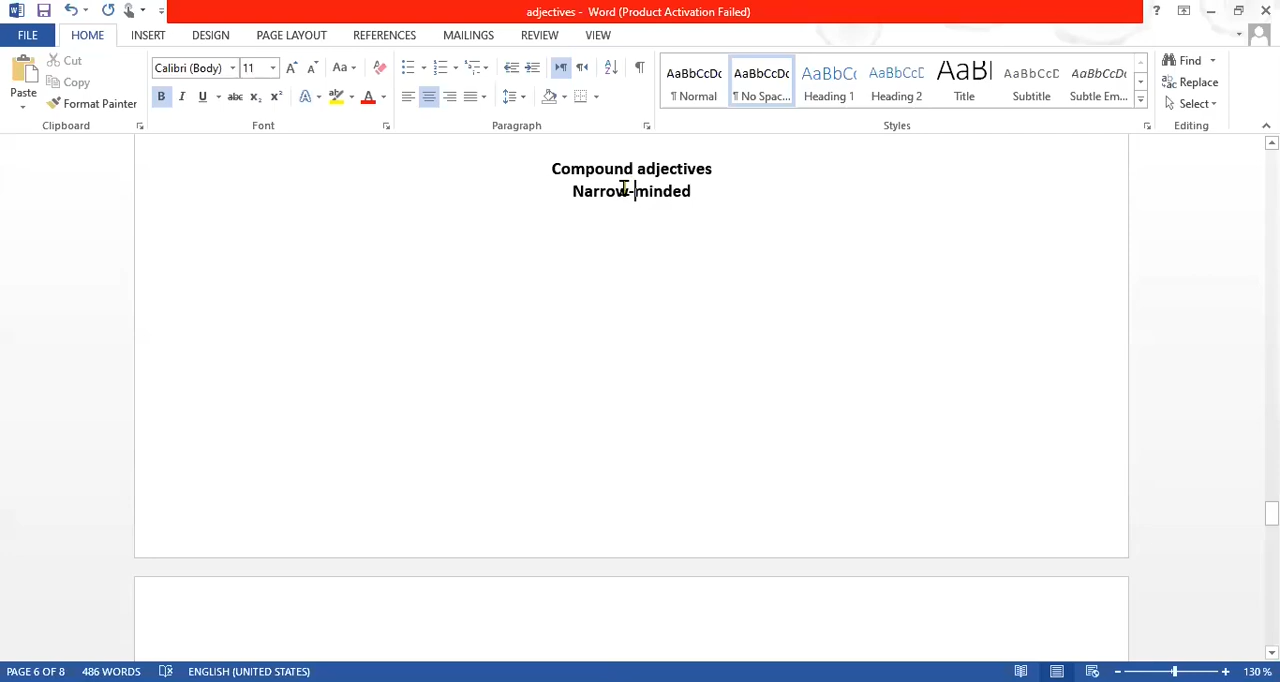 adjectives - Word (Product Activation Failed)
FILE HOME INSERT DESIGN PAGE LAYOUT REFERENCES MAILINGS REVIEW VIEW
Paste
Cut
Copy
Format Painter
Clipboard
Calibri (Body) 11
Font
Paragraph
AaBbCcDc AaBbCcDc AaBbCc AaBbCcD AaBl AaBbCcD AaBbCcDc
¶ Normal ¶ No Spac... Heading 1 Heading 2 Title Subtitle Subtle Em...
Styles
Find
Replace
Select
Editing
Compound adjectives
Narrow-minded
PAGE 6 OF 8 486 WORDS ENGLISH (UNITED STATES) 130 %